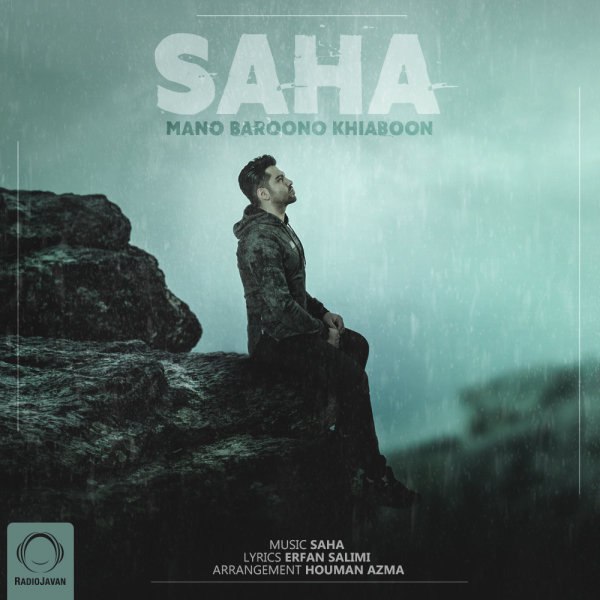 SAHA
MANO BAROONO KHIABOON
MUSIC SAHA
LYRICS ERFAN SALIMI
ARRANGEMENT HOUMAN AZMA
RADIOJAVAN